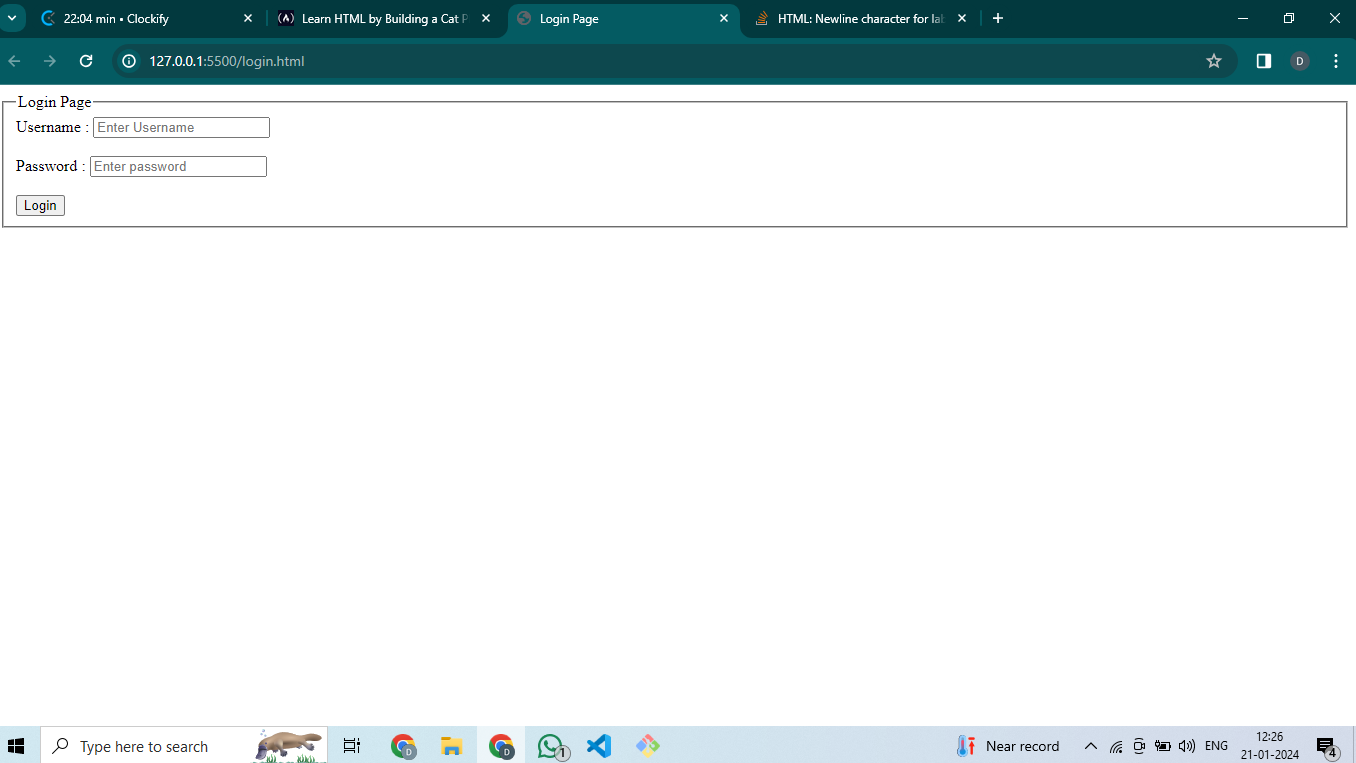 22:04 min • Clockify
Learn HTML by Building a Cat P
Login Page
HTML: Newline character for lab
127.0.0.1:5500/login.html
D
Login Page
Username : Enter Username
Password : Enter password
Login
Type here to search
D
D
1
Near record
ENG
12:26
21-01-2024
4